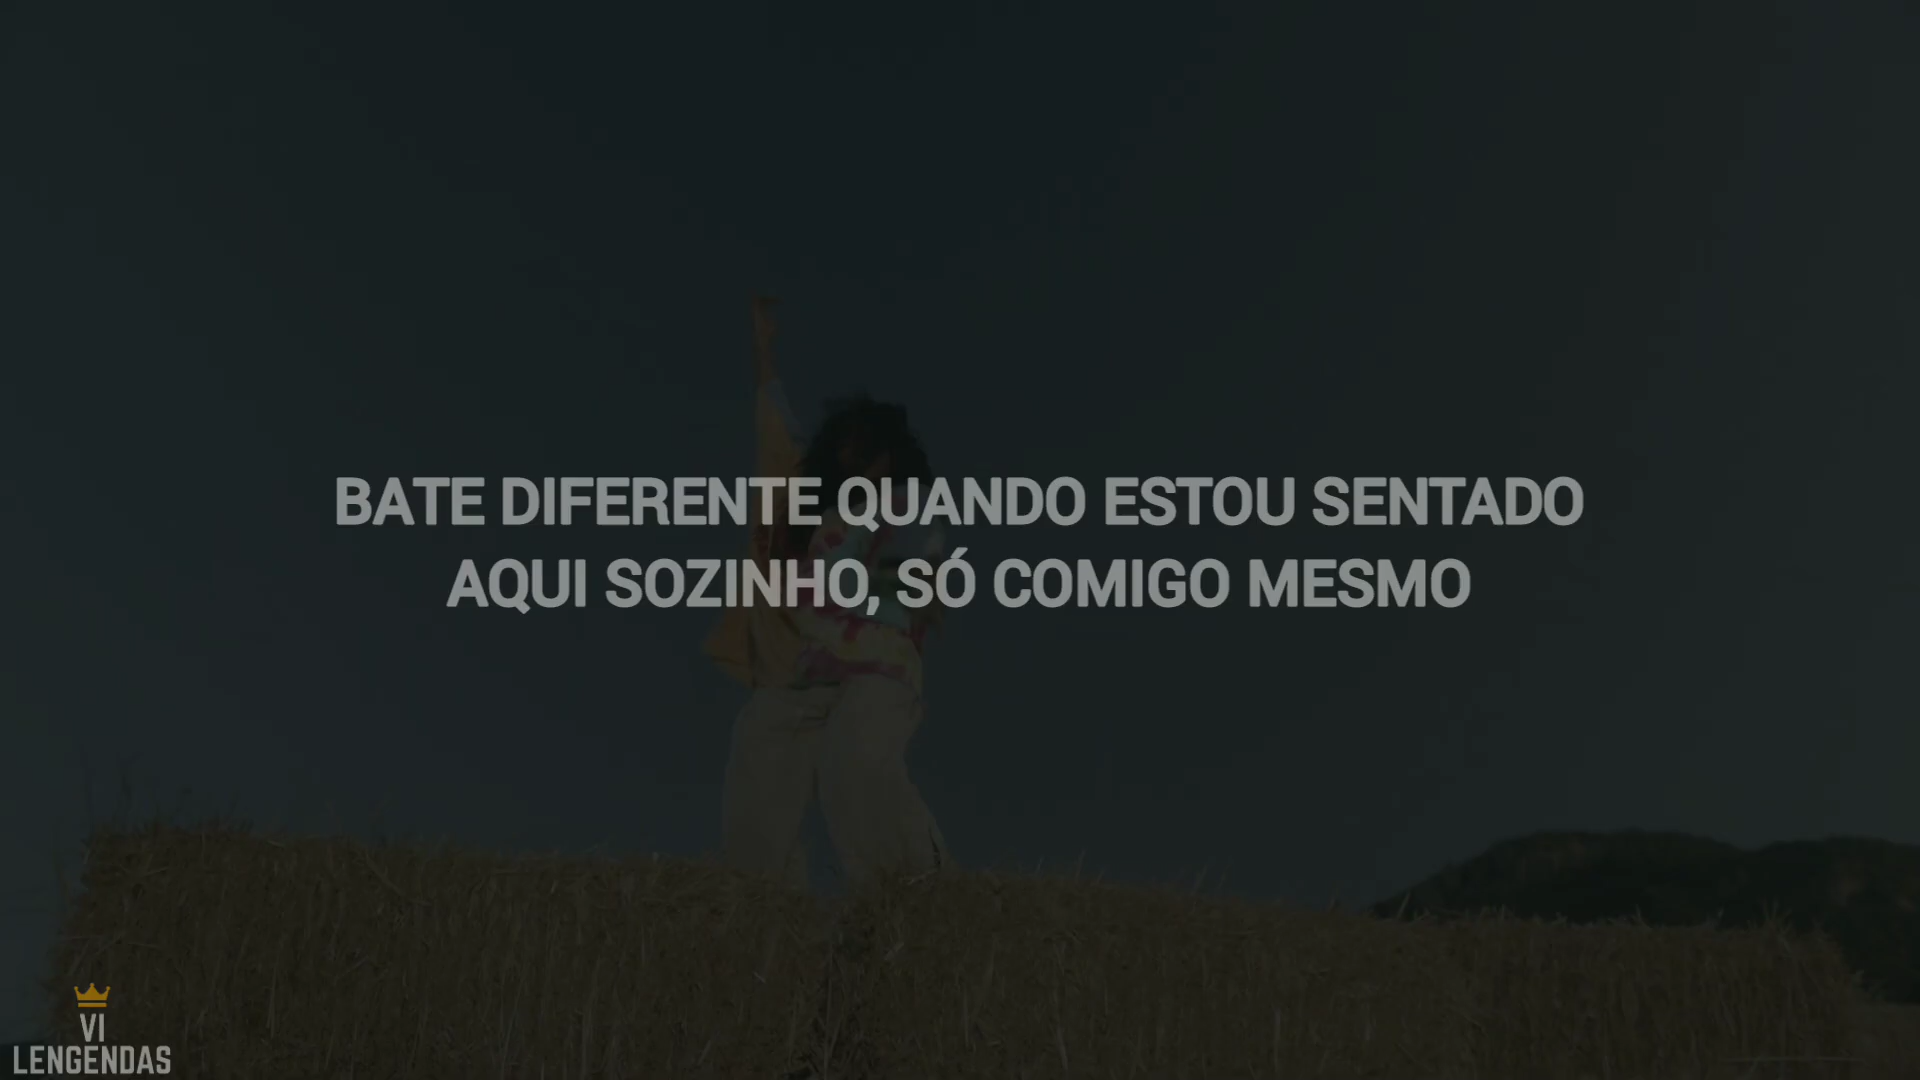 BATE DIFERENTE QUANDO ESTOU SENTADO
AQUI SOZINHO, SÓ COMIGO MESMO
VI
LENGENDAS